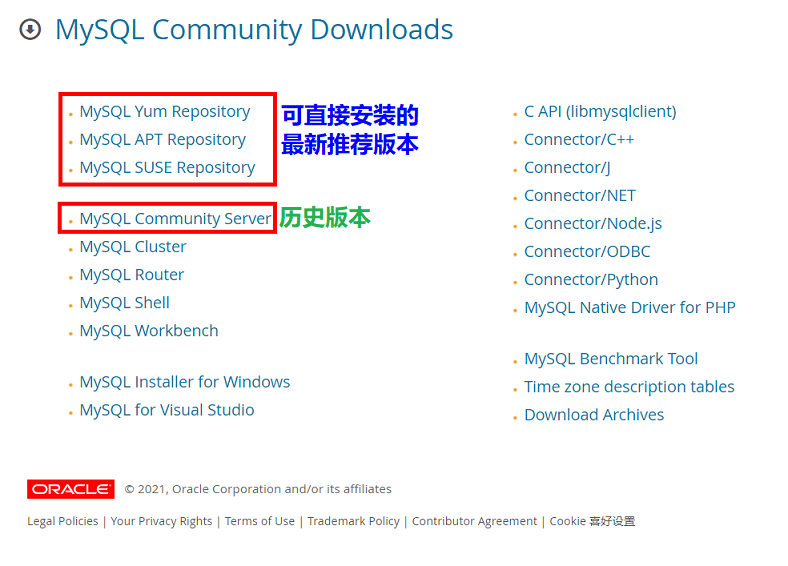 MySQL Community Downloads
MySQL Yum Repository
MySQL APT Repository
MySQL SUSE Repository
可直接安装的
最新推荐版本
MySQL Community Server
历史版本
MySQL Cluster
MySQL Router
MySQL Shell
MySQL Workbench
MySQL Installer for Windows
MySQL for Visual Studio
C API (libmysqlclient)
Connector/C++
Connector/J
Connector/NET
Connector/Node.js
Connector/ODBC
Connector/Python
MySQL Native Driver for PHP
MySQL Benchmark Tool
Time zone description tables
Download Archives
ORACLE © 2021, Oracle Corporation and/or its affiliates
Legal Policies | Your Privacy Rights | Terms of Use | Trademark Policy | Contributor Agreement | Cookie 喜好设置